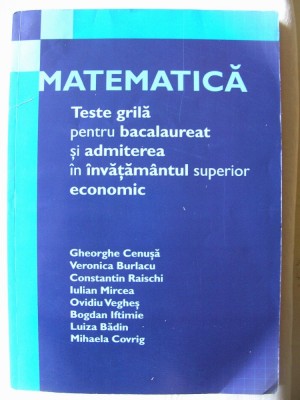 MATEMATICĂ
Teste grilă
pentru bacalaureat
și admiterea
în învățământul superior
economic
Gheorghe Cenușă
Veronica Burlacu
Constantin Raischi
Iulian Mircea
Ovidiu Vegheș
Bogdan Iftimie
Luiza Bădin
Mihaela Covrig